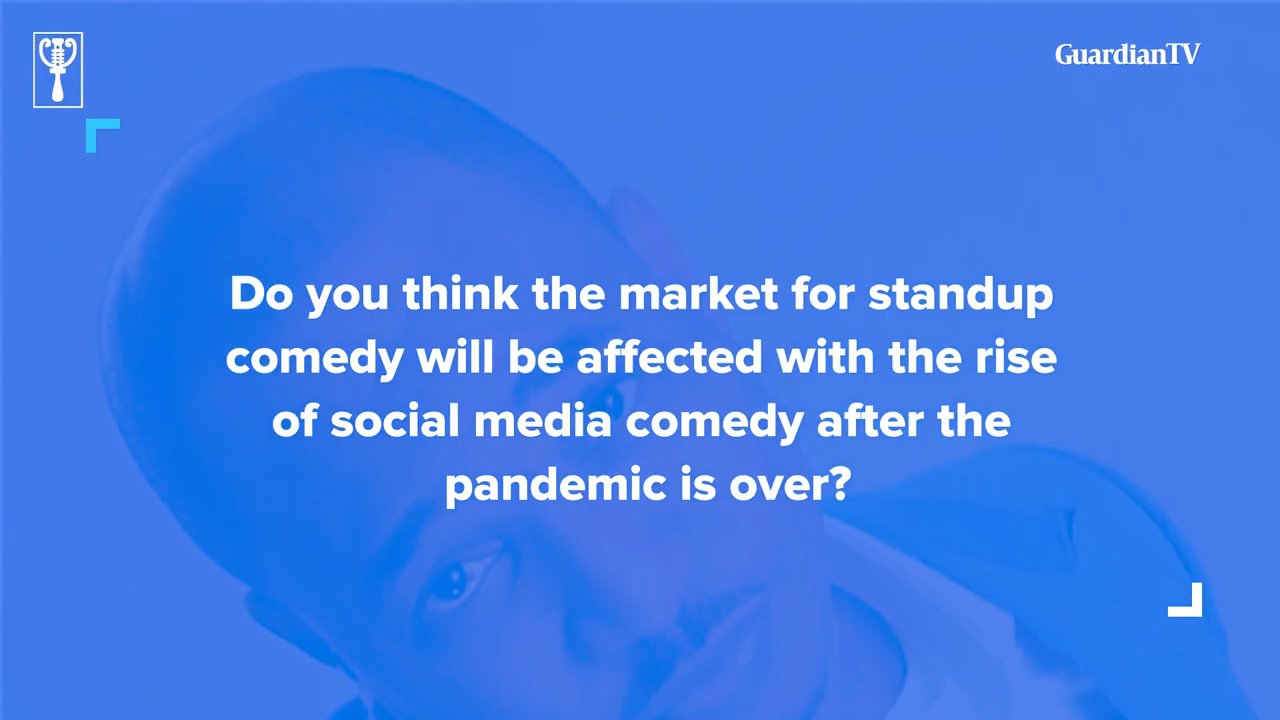 GuardianTV
Do you think the market for standup
comedy will be affected with the rise
of social media comedy after the
pandemic is over?